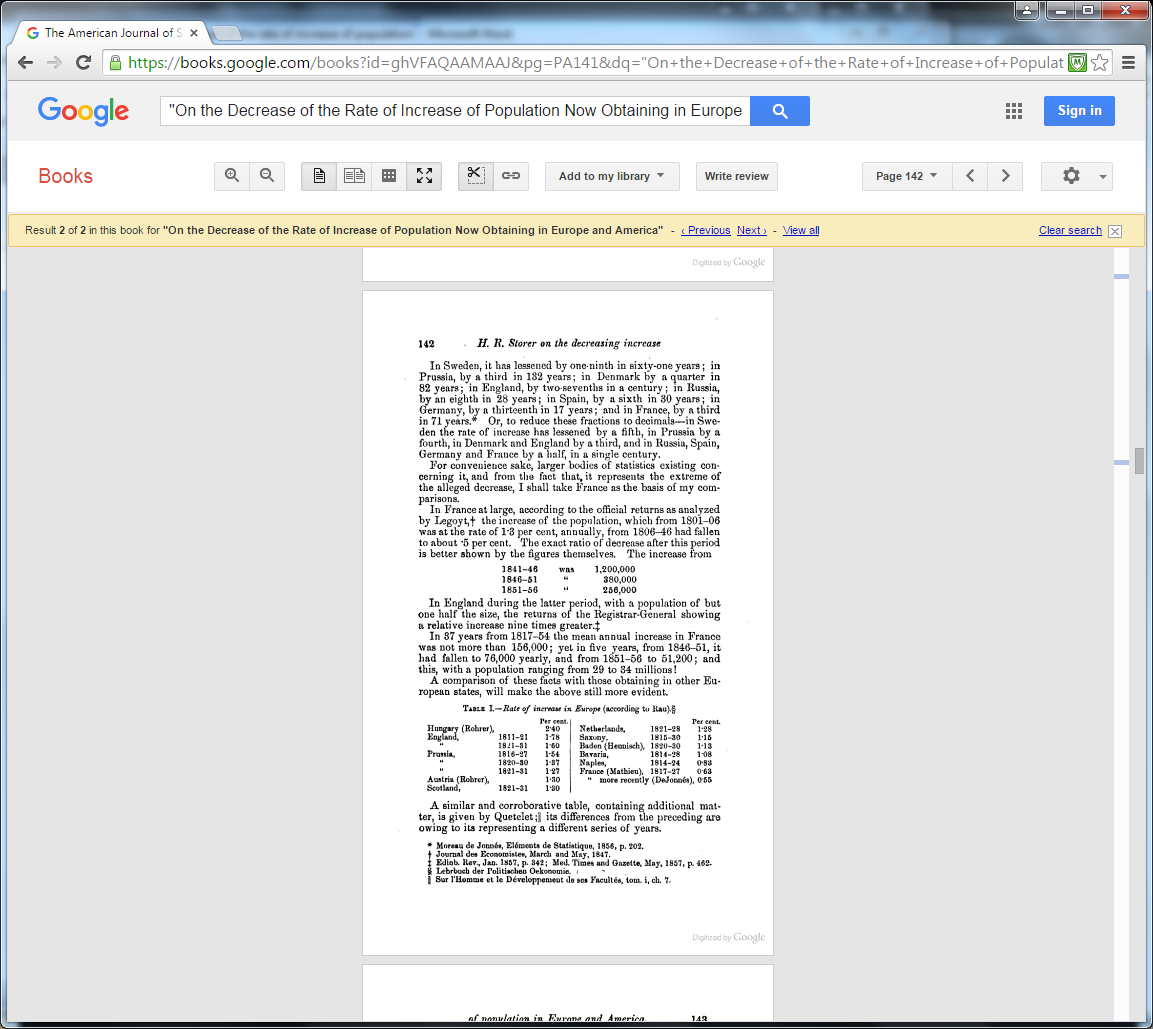 The American Journal of S
https://books.google.com/books?id=ghVFAQAAMAAJ&pg=PA141&dq="On+the+Decrease+of+the+Rate+of+Increase+of+Populat
Google
"On the Decrease of the Rate of Increase of Population Now Obtaining in Europe
Sign in
Books
Add to my library
Write review
Page 142
Result 2 of 2 in this book for "On the Decrease of the Rate of Increase of Population Now Obtaining in Europe and America" - ‹ Previous Next › - View all
Clear search
Digitized by Google
142 H. R. Storer on the decreasing increase
In Sweden, it has lessened by one-ninth in sixty-one years; in
Prussia, by a third in 132 years; in Denmark by a quarter in
82 years; in England, by two-sevenths in a century; in Russia,
by an eighth in 28 years; in Spain, by a sixth in 30 years; in
Germany, by a thirteenth in 17 years; and in France, by a third
in 71 years.* Or, to reduce these fractions to decimals—in Swe-
den the rate of increase has lessened by a fifth, in Prussia by a
fourth, in Denmark and England by a third, and in Russia, Spain,
Germany and France by a half, in a single century.
For convenience sake, larger bodies of statistics existing con-
cerning it, and from the fact that, it represents the extreme of
the alleged decrease, I shall take France as the basis of my com-
parisons.
In France at large, according to the official returns as analyzed
by Legoyt,† the increase of the population, which from 1801–06
was at the rate of 1·3 per cent, annually, from 1806–46 had fallen
to about ·5 per cent. The exact ratio of decrease after this period
is better shown by the figures themselves. The increase from
1841–46 was 1,200,000
1846–51 " 380,000
1851–56 " 256,000
In England during the latter period, with a population of but
one half the size, the returns of the Registrar-General showing
a relative increase nine times greater.‡
In 37 years from 1817–54 the mean annual increase in France
was not more than 156,000; yet in five years, from 1846–51, it
had fallen to 76,000 yearly, and from 1851–56 to 51,200; and
this, with a population ranging from 29 to 34 millions!
A comparison of these facts with those obtaining in other Eu-
ropean states, will make the above still more evident.
TABLE I.—Rate of increase in Europe (according to Rau).§
Per cent. Per cent.
Hungary (Rohrer), 2·40 Netherlands, 1821–28 1·28
England, 1811–21 1·78 Saxony, 1815–30 1·15
" 1821–31 1·60 Baden (Heunisch), 1820–30 1·13
Prussia, 1816–27 1·54 Bavaria, 1814–28 1·08
" 1820–30 1·37 Naples, 1814–24 0·83
" 1821–31 1·27 France (Mathieu), 1817–27 0·63
Austria (Rohrer), 1·30 " more recently (DeJonnés), 0·55
Scotland, 1821–31 1·30
A similar and corroborative table, containing additional mat-
ter, is given by Quetelet;‖ its differences from the preceding are
owing to its representing a different series of years.
* Moreau de Jonnés, Eléments de Statistique, 1856, p. 202.
† Journal des Economistes, March and May, 1847.
‡ Edinb. Rev., Jan. 1857, p. 342; Med. Times and Gazette, May, 1857, p. 462.
§ Lehrbuch der Politischen Oekonomie.
‖ Sur l'Homme et le Développement de ses Facultés, tom. i, ch. 7.
Digitized by Google
of population in Europe and America. 143